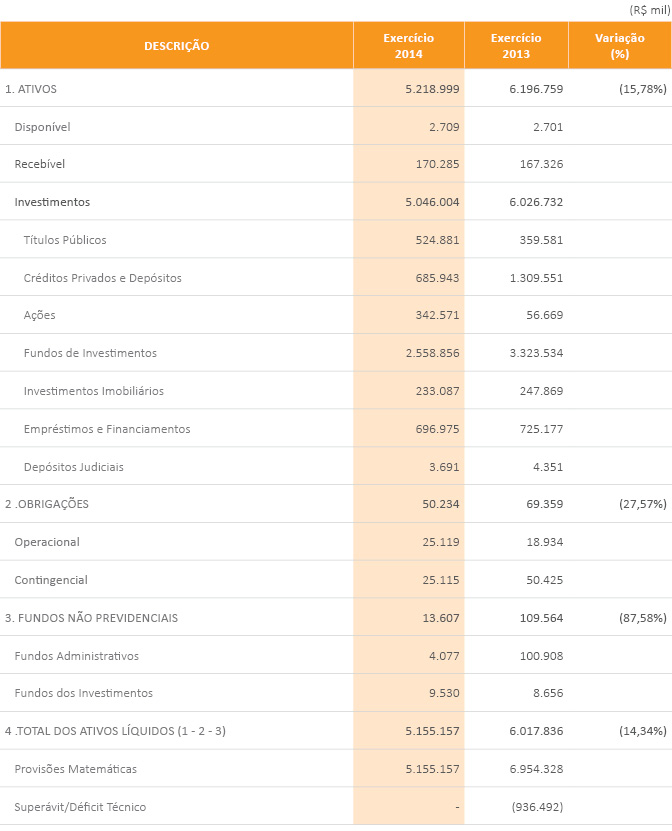 (R$ mil)
DESCRIÇÃO Exercício 2014 Exercício 2013 Variação (%)
1. ATIVOS 5.218.999 6.196.759 (15,78%)
Disponível 2.709 2.701
Recebível 170.285 167.326
Investimentos 5.046.004 6.026.732
Títulos Públicos 524.881 359.581
Créditos Privados e Depósitos 685.943 1.309.551
Ações 342.571 56.669
Fundos de Investimentos 2.558.856 3.323.534
Investimentos Imobiliários 233.087 247.869
Empréstimos e Financiamentos 696.975 725.177
Depósitos Judiciais 3.691 4.351
2 .OBRIGAÇÕES 50.234 69.359 (27,57%)
Operacional 25.119 18.934
Contingencial 25.115 50.425
3. FUNDOS NÃO PREVIDENCIAIS 13.607 109.564 (87,58%)
Fundos Administrativos 4.077 100.908
Fundos dos Investimentos 9.530 8.656
4 .TOTAL DOS ATIVOS LÍQUIDOS (1 - 2 - 3) 5.155.157 6.017.836 (14,34%)
Provisões Matemáticas 5.155.157 6.954.328
Superávit/Déficit Técnico - (936.492)